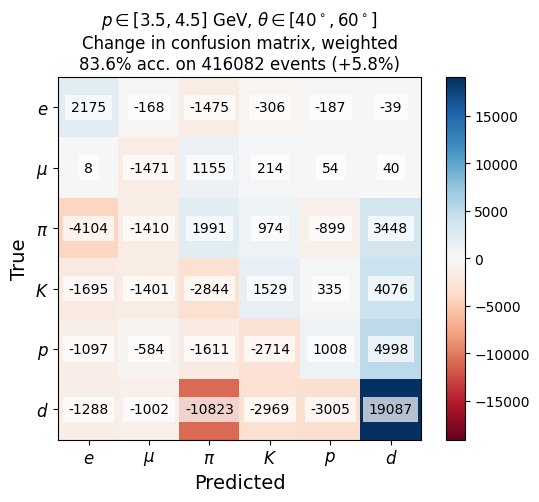 p ∈ [3.5, 4.5] GeV, θ ∈ [40°, 60°]
Change in confusion matrix, weighted
83.6% acc. on 416082 events (+5.8%)
e 2175 -168 -1475 -306 -187 -39
μ 8 -1471 1155 214 54 40
π -4104 -1410 1991 974 -899 3448
K -1695 -1401 -2844 1529 335 4076
p -1097 -584 -1611 -2714 1008 4998
d -1288 -1002 -10823 -2969 -3005 19087
e μ π K p d
True
Predicted
15000
10000
5000
0
−5000
−10000
−15000